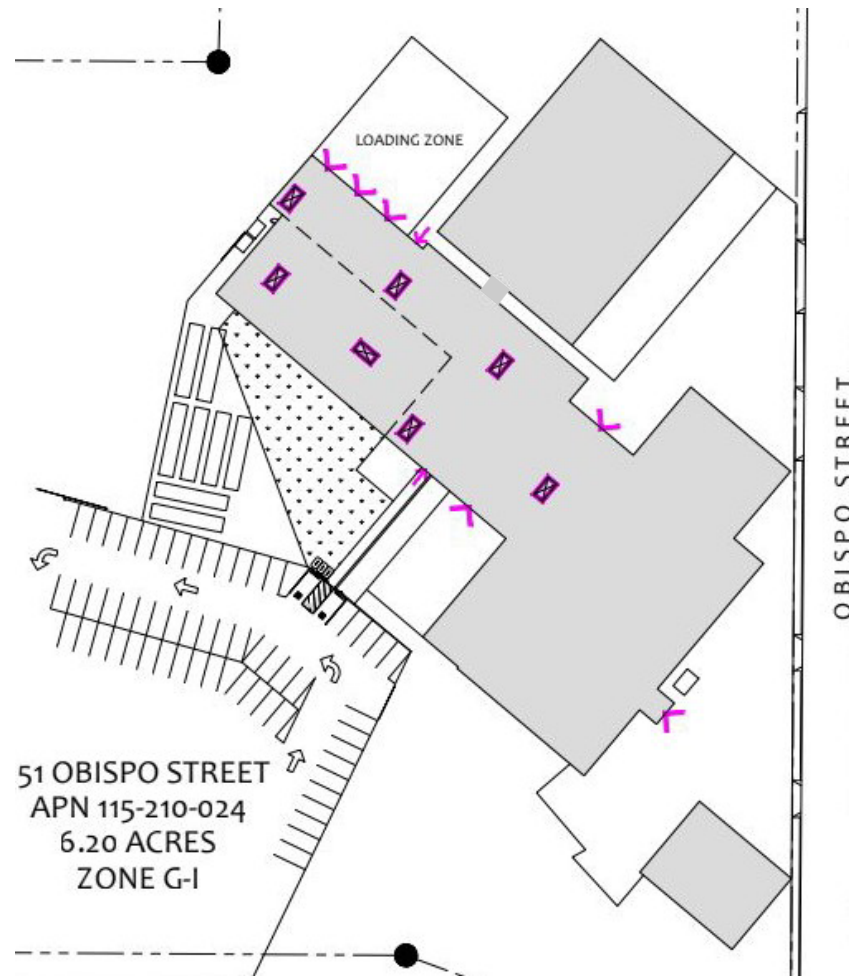 LOADING ZONE
OBISPO STREET
51 OBISPO STREET
APN 115-210-024
6.20 ACRES
ZONE G-I